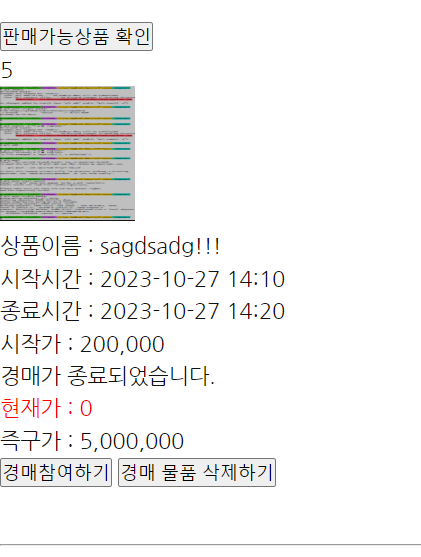 판매가능상품 확인
5
상품이름 : sagdsadg!!!
시작시간 : 2023-10-27 14:10
종료시간 : 2023-10-27 14:20
시작가 : 200,000
경매가 종료되었습니다.
현재가 : 0
즉구가 : 5,000,000
경매참여하기 경매 물품 삭제하기